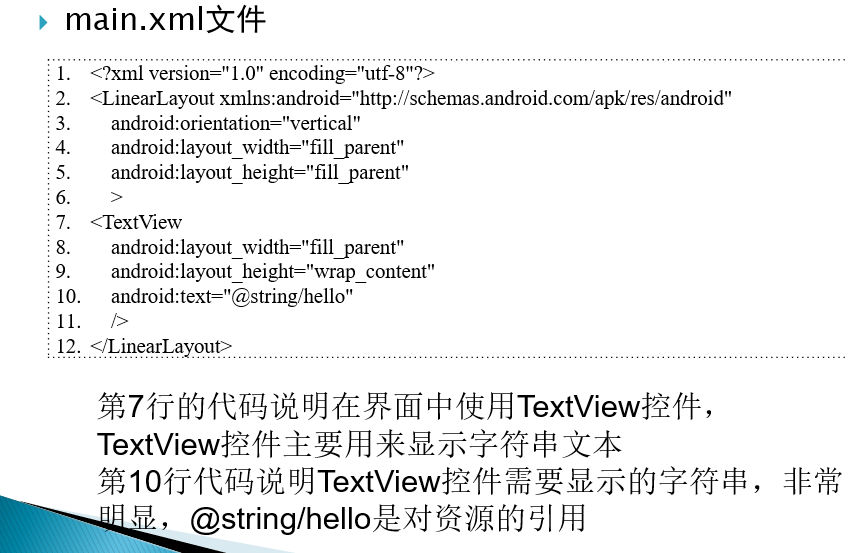 main.xml文件
1. <?xml version="1.0" encoding="utf-8"?>
2. <LinearLayout xmlns:android="http://schemas.android.com/apk/res/android"
3. android:orientation="vertical"
4. android:layout_width="fill_parent"
5. android:layout_height="fill_parent"
6. >
7. <TextView
8. android:layout_width="fill_parent"
9. android:layout_height="wrap_content"
10. android:text="@string/hello"
11. />
12. </LinearLayout>
第7行的代码说明在界面中使用TextView控件，
TextView控件主要用来显示字符串文本
第10行代码说明TextView控件需要显示的字符串，非常
明显，@string/hello是对资源的引用